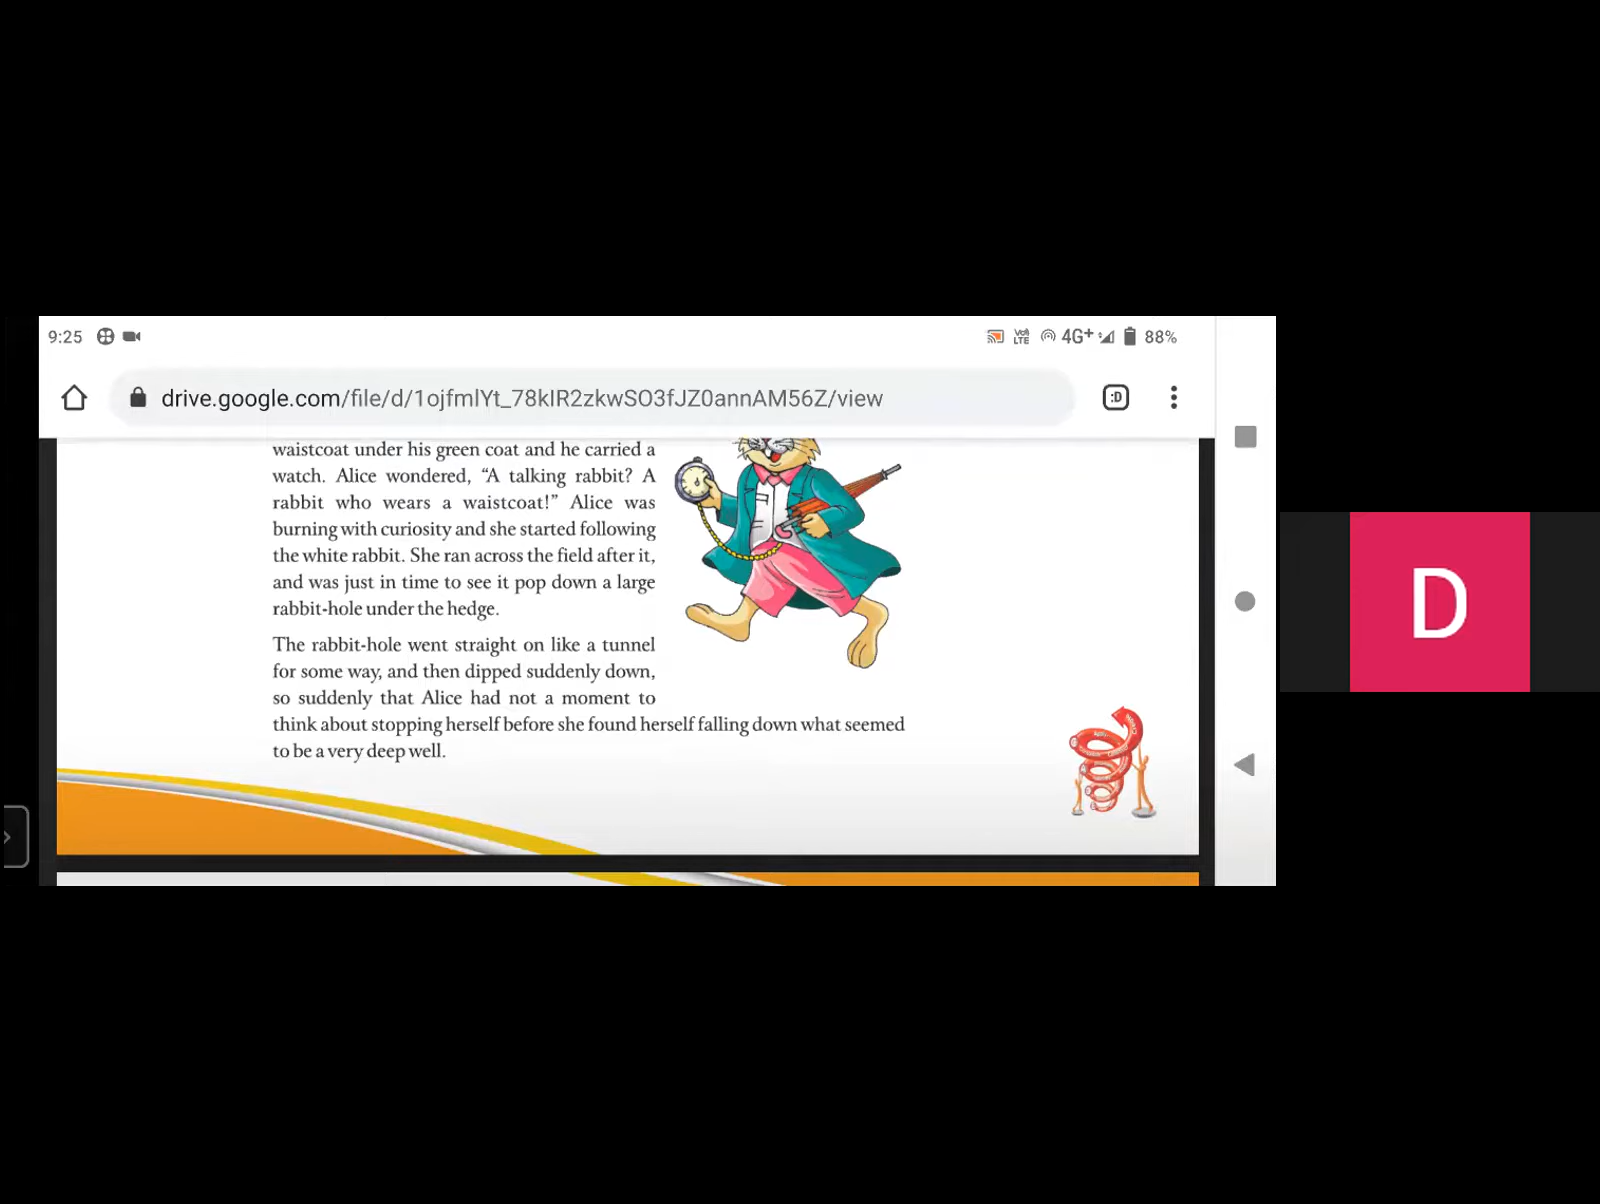 9:25
Vo) LTE 4G+ 88%
drive.google.com/file/d/1ojfmlYt_78kIR2zkwSO3fJZ0annAM56Z/view
:D
waistcoat under his green coat and he carried a
watch. Alice wondered, “A talking rabbit? A
rabbit who wears a waistcoat!” Alice was
burning with curiosity and she started following
the white rabbit. She ran across the field after it,
and was just in time to see it pop down a large
rabbit-hole under the hedge.
The rabbit-hole went straight on like a tunnel
for some way, and then dipped suddenly down,
so suddenly that Alice had not a moment to
think about stopping herself before she found herself falling down what seemed
to be a very deep well.
D